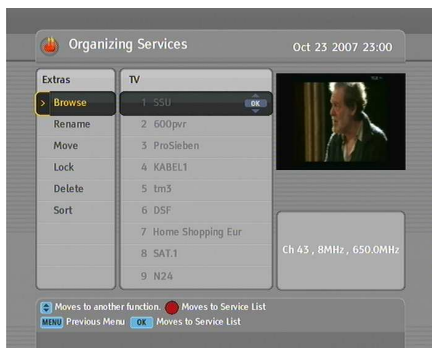 Organizing Services
Oct 23 2007 23:00
Extras
TV
Browse
Rename
Move
Lock
Delete
Sort
1 SSU OK
2 600pvr
3 ProSieben
4 KABEL1
5 tm3
6 DSF
7 Home Shopping Eur
8 SAT.1
9 N24
Ch 43 , 8MHz , 650.0MHz
Moves to another function. Moves to Service List
MENU Previous Menu OK Moves to Service List